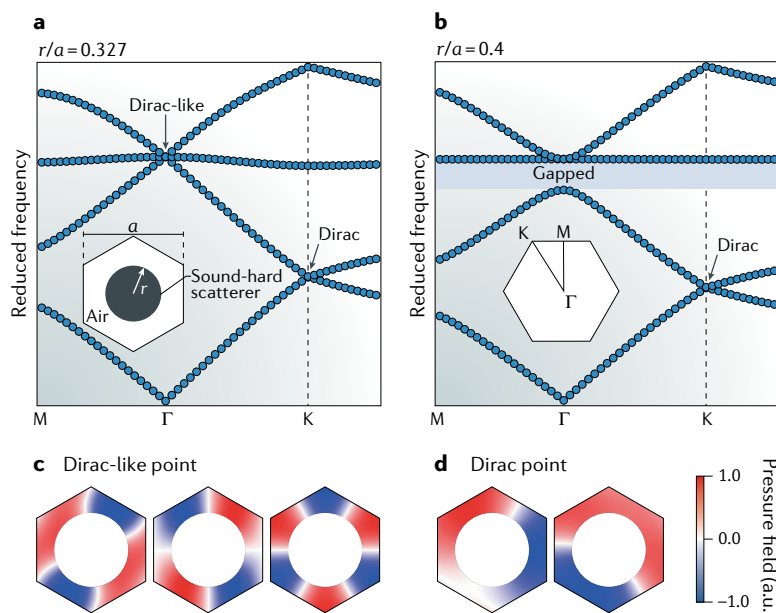 a
r/a = 0.327
Reduced frequency
Dirac-like
Dirac
a
r
Sound-hard
scatterer
Air
M Γ K
b
r/a = 0.4
Reduced frequency
Gapped
K M
Γ
Dirac
M Γ K
c Dirac-like point
d Dirac point
1.0
0.0
–1.0
Pressure field (a.u.)